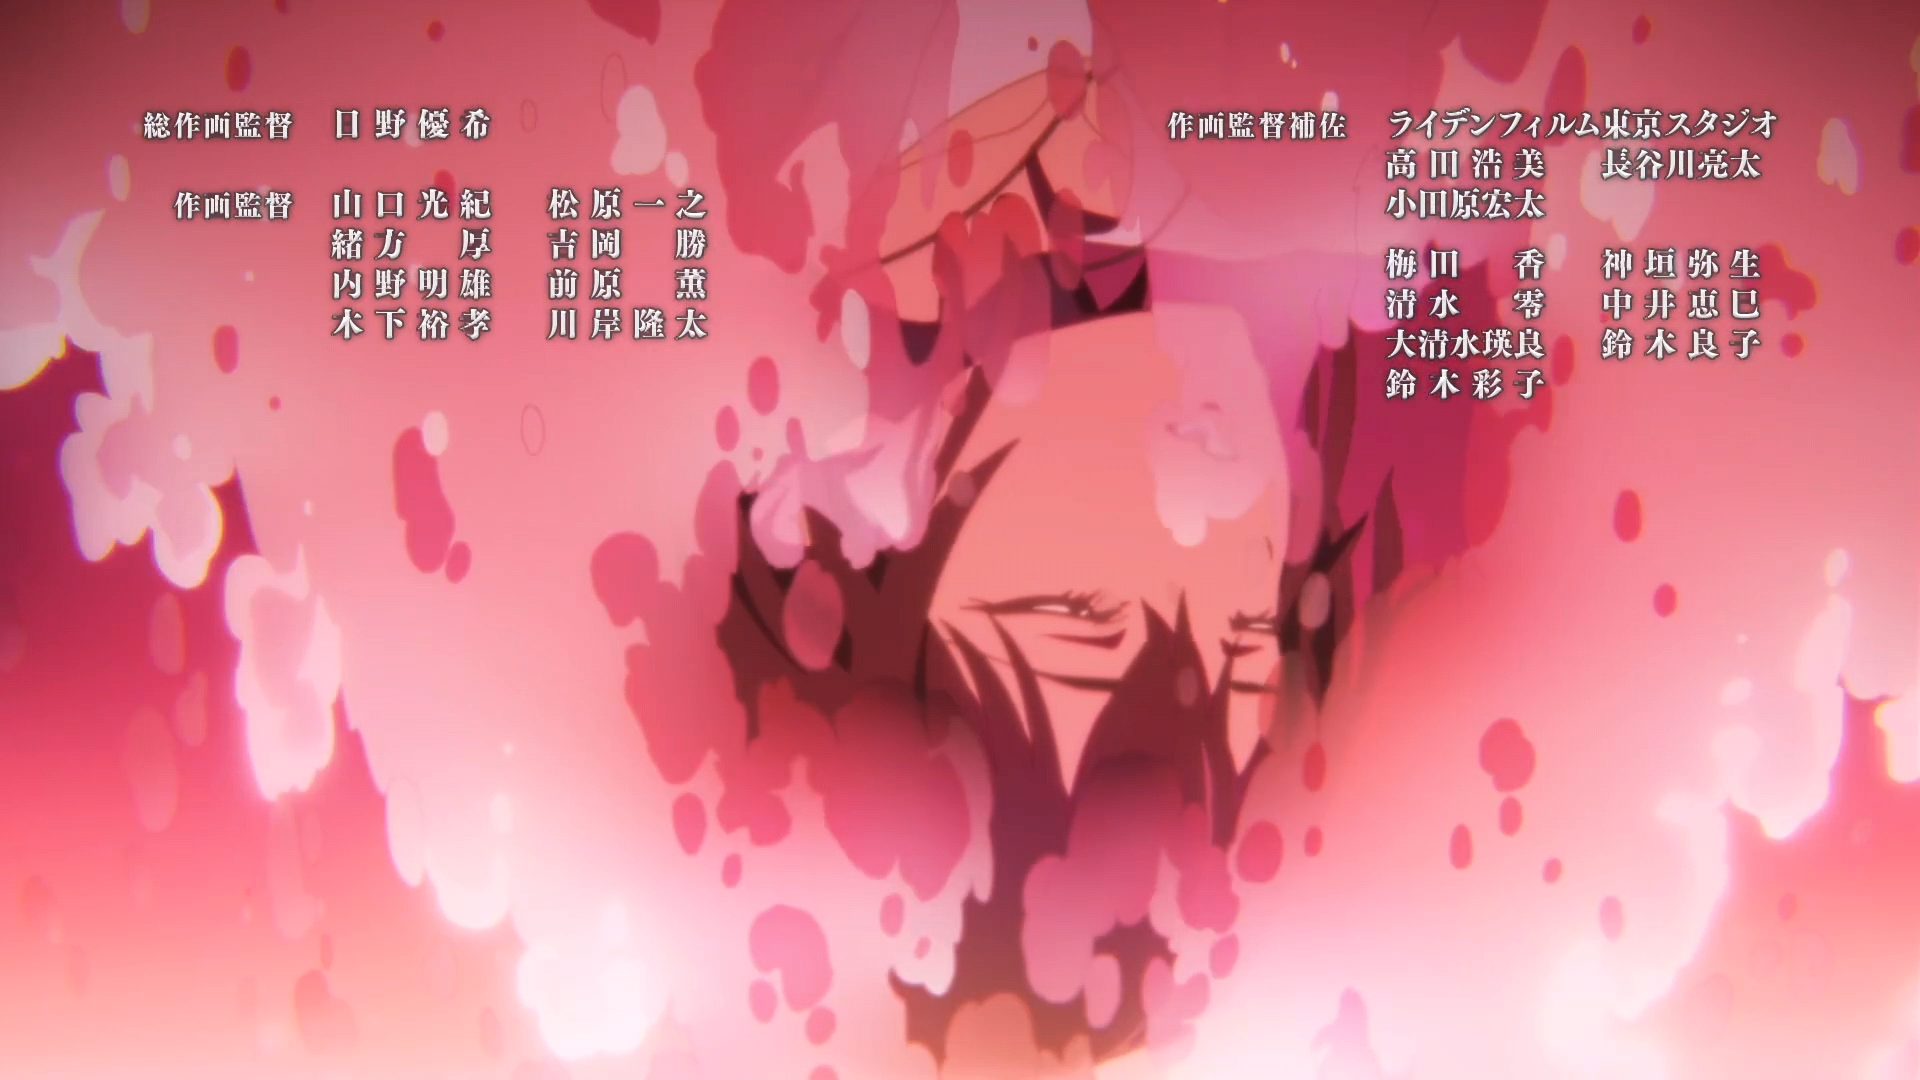 総作画監督 日野優希
作画監督 山口光紀 松原一之
緒方 厚 吉岡 勝
内野明雄 前原 薫
木下裕孝 川岸隆太
作画監督補佐 ライデンフィルム東京スタジオ
高田浩美 長谷川亮太
小田原宏太
梅田 香 神垣弥生
清水 零 中井恵巳
大清水瑛良 鈴木良子
鈴木彩子